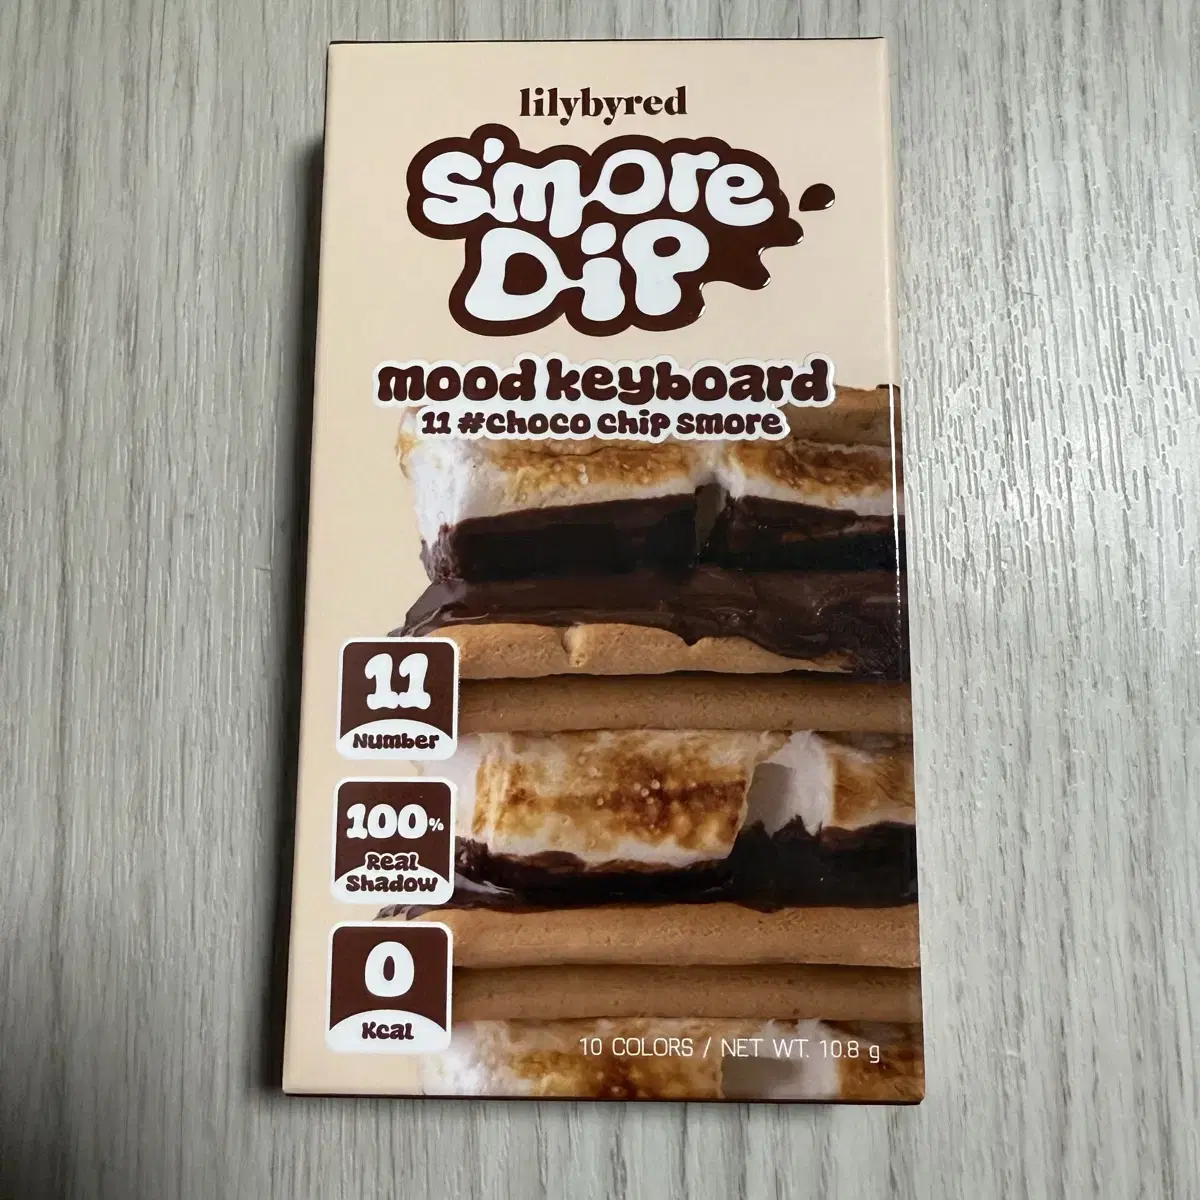 lilybyred
s'more
Dip
mood keyboard
11 #choco chip smore
11
Number
100%
Real
Shadow
0
Kcal
10 COLORS / NET WT. 10.8 g